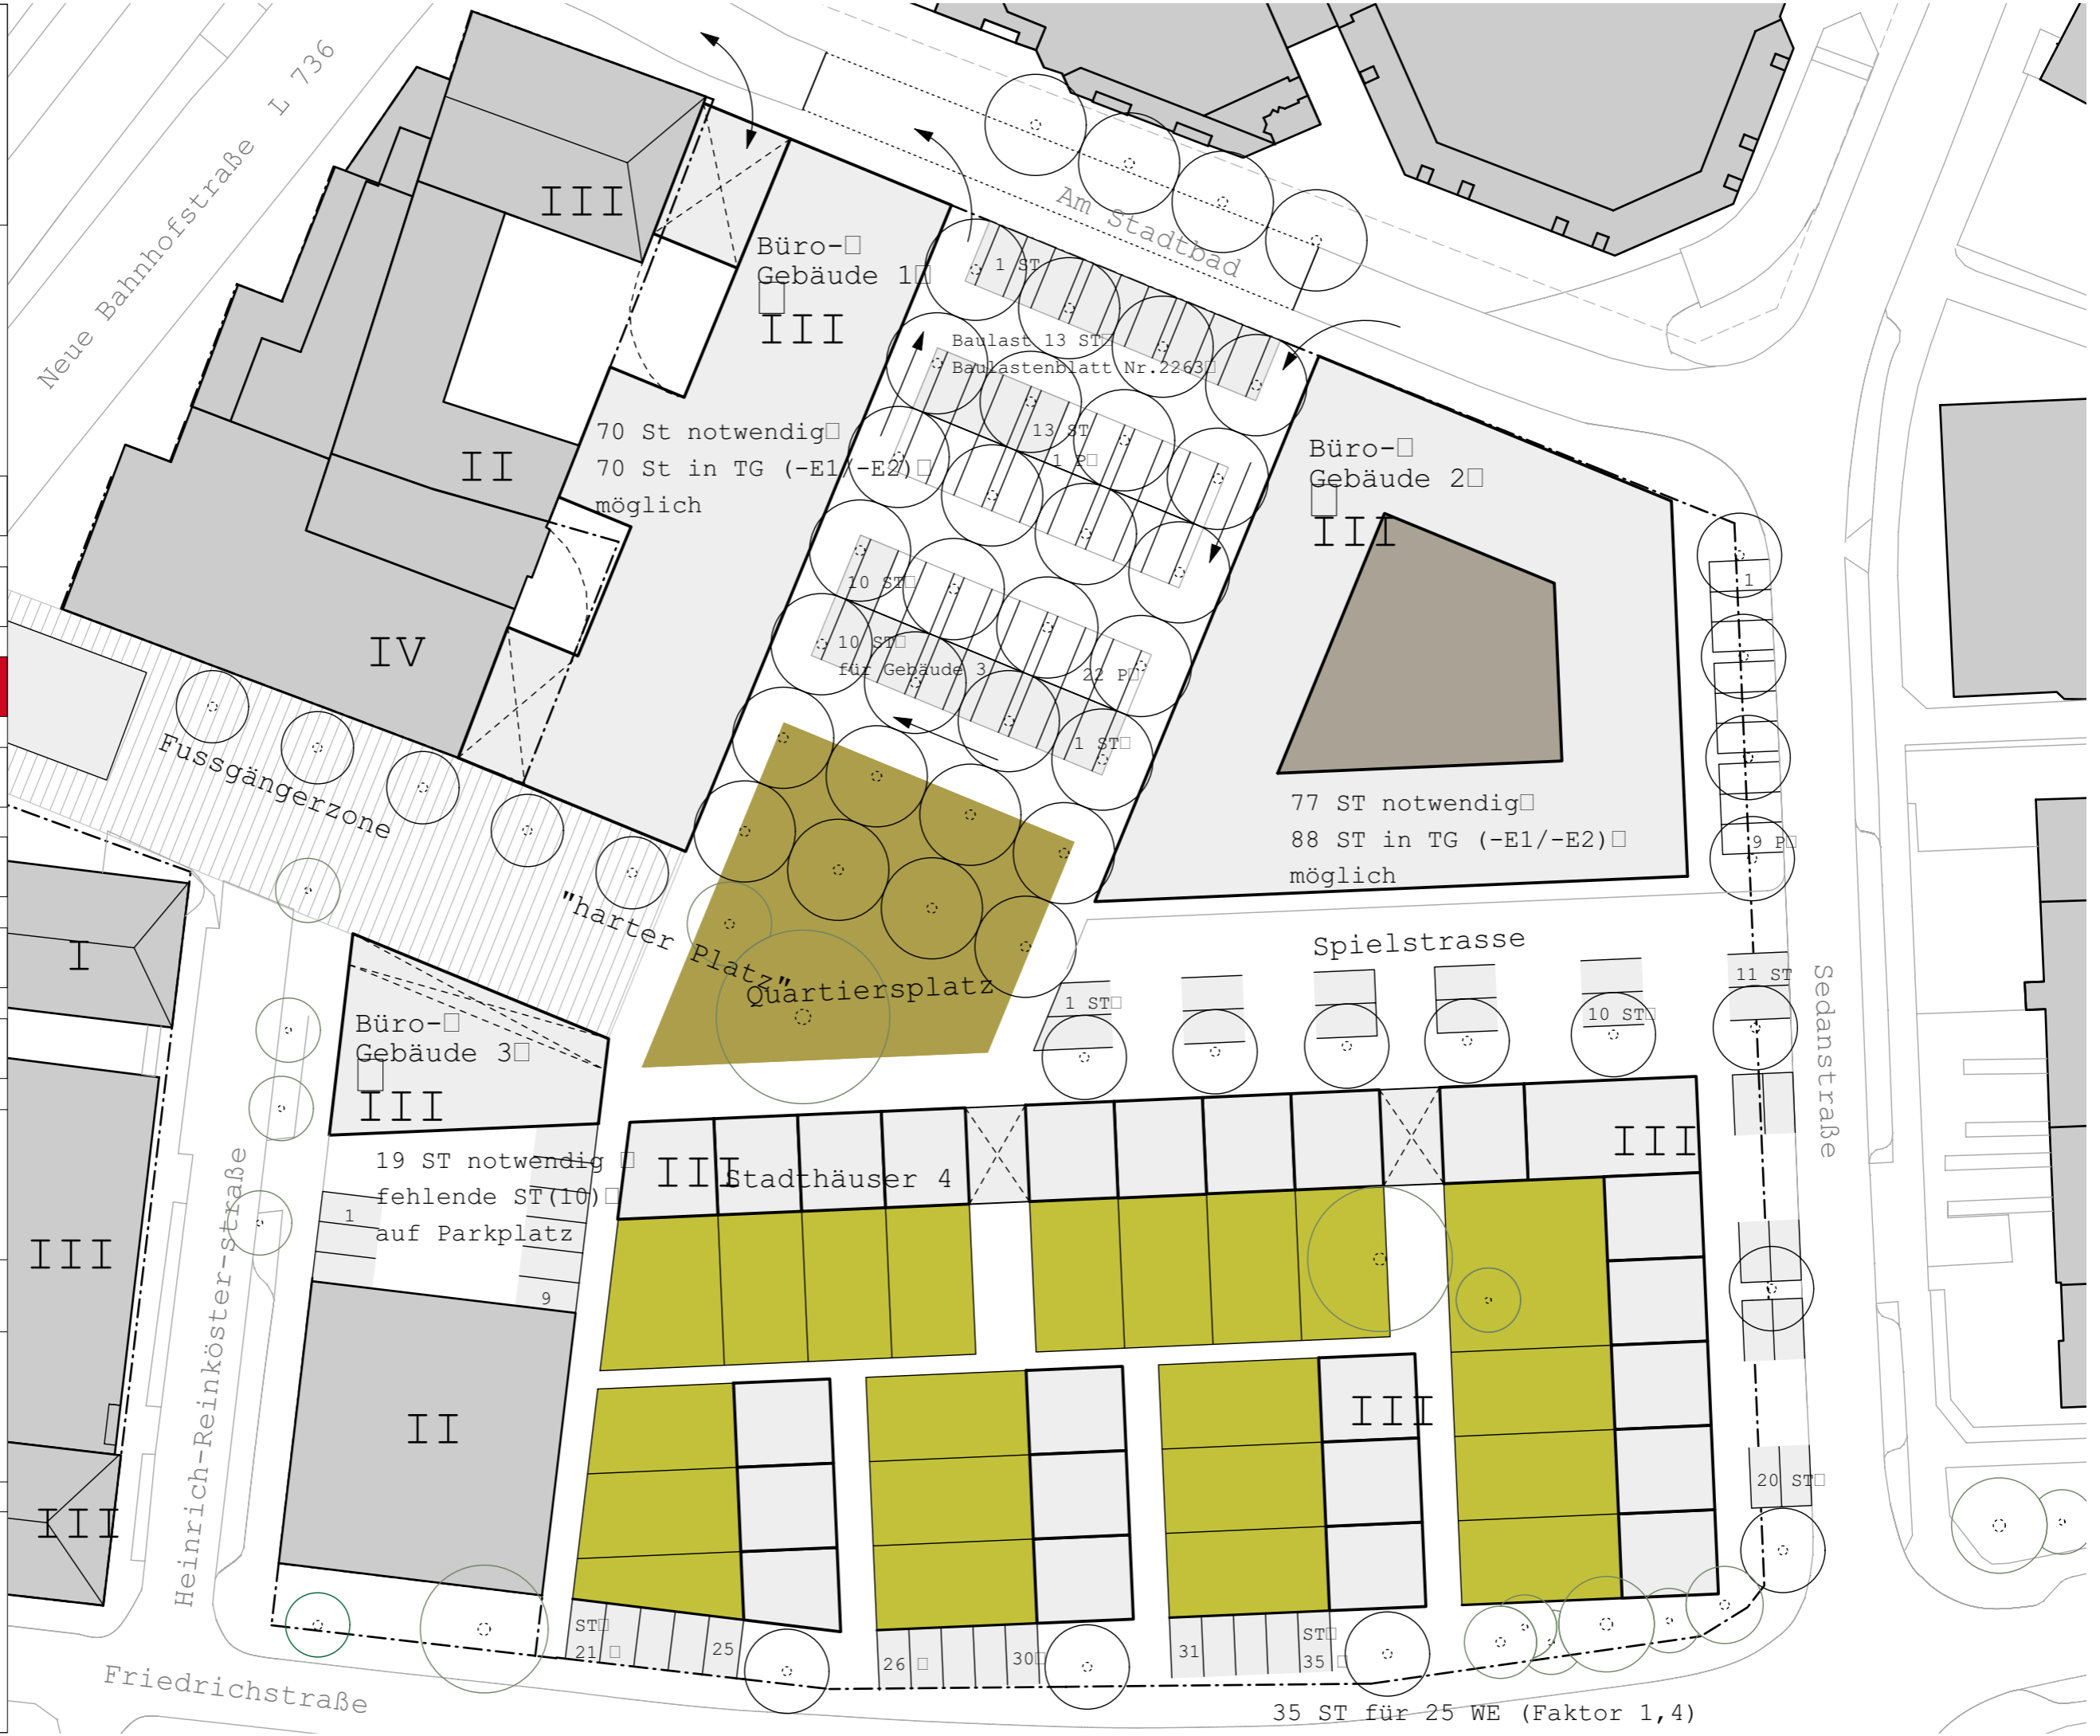 Neue Bahnhofstraße L 736
III
Büro-
Gebäude 1
III
Am Stadtbad
1 ST
Baulast 13 ST
Baulastenblatt Nr.2263
13 ST
1 P
70 St notwendig
70 St in TG (-E1/-E2)
möglich
II
Büro-
Gebäude 2
III
10 ST
10 ST
für Gebäude 3
22 P
1 ST
IV
1
Fussgängerzone
77 ST notwendig
88 ST in TG (-E1/-E2)
möglich
9 P
"harter Platz"
Quartiersplatz
Spielstrasse
I
11 ST
1 ST
10 ST
Sedanstraße
Büro-
Gebäude 3
III
19 ST notwendig
fehlende ST(10)
auf Parkplatz
1
9
III
Stadthäuser 4
III
III
Heinrich-Reinköster-straße
II
III
III
20 ST
ST
21
25
26
30
31
ST
35
Friedrichstraße
35 ST für 25 WE (Faktor 1,4)